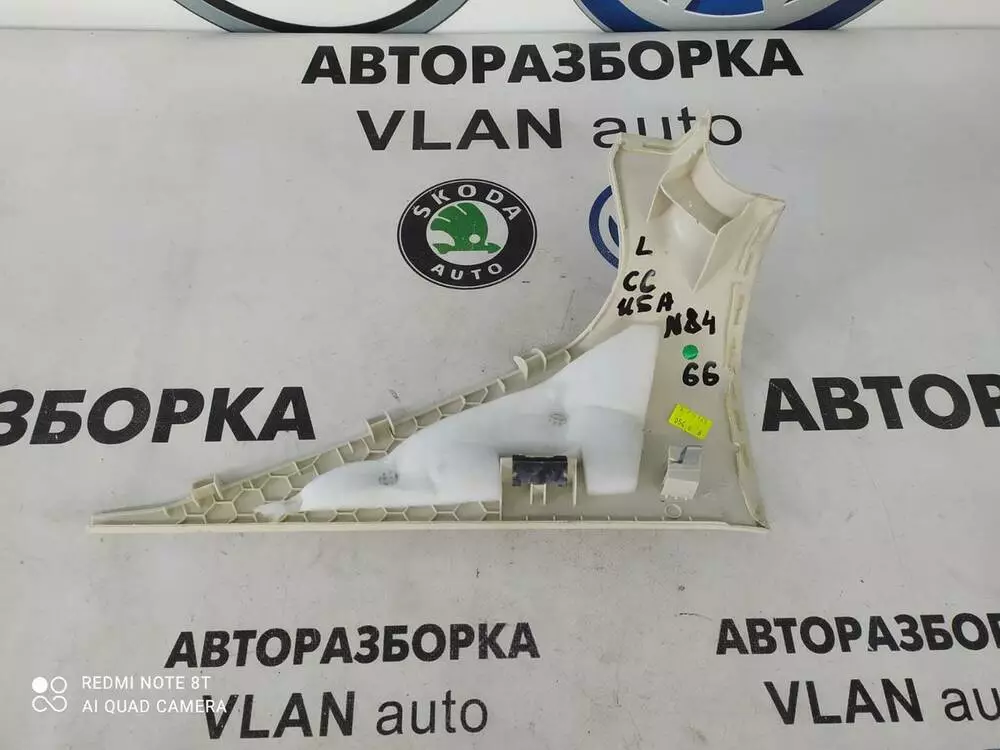 АВТОРАЗБОРКА
VLAN auto
SKODA
AUTO
L
CC
USA
N84
66
ЗБОРКА
АВТОР
АВТОРАЗБОРКА
VLAN auto
АВТОРАЗБО
VLAN au
REDMI NOTE 8T
AI QUAD CAMERA